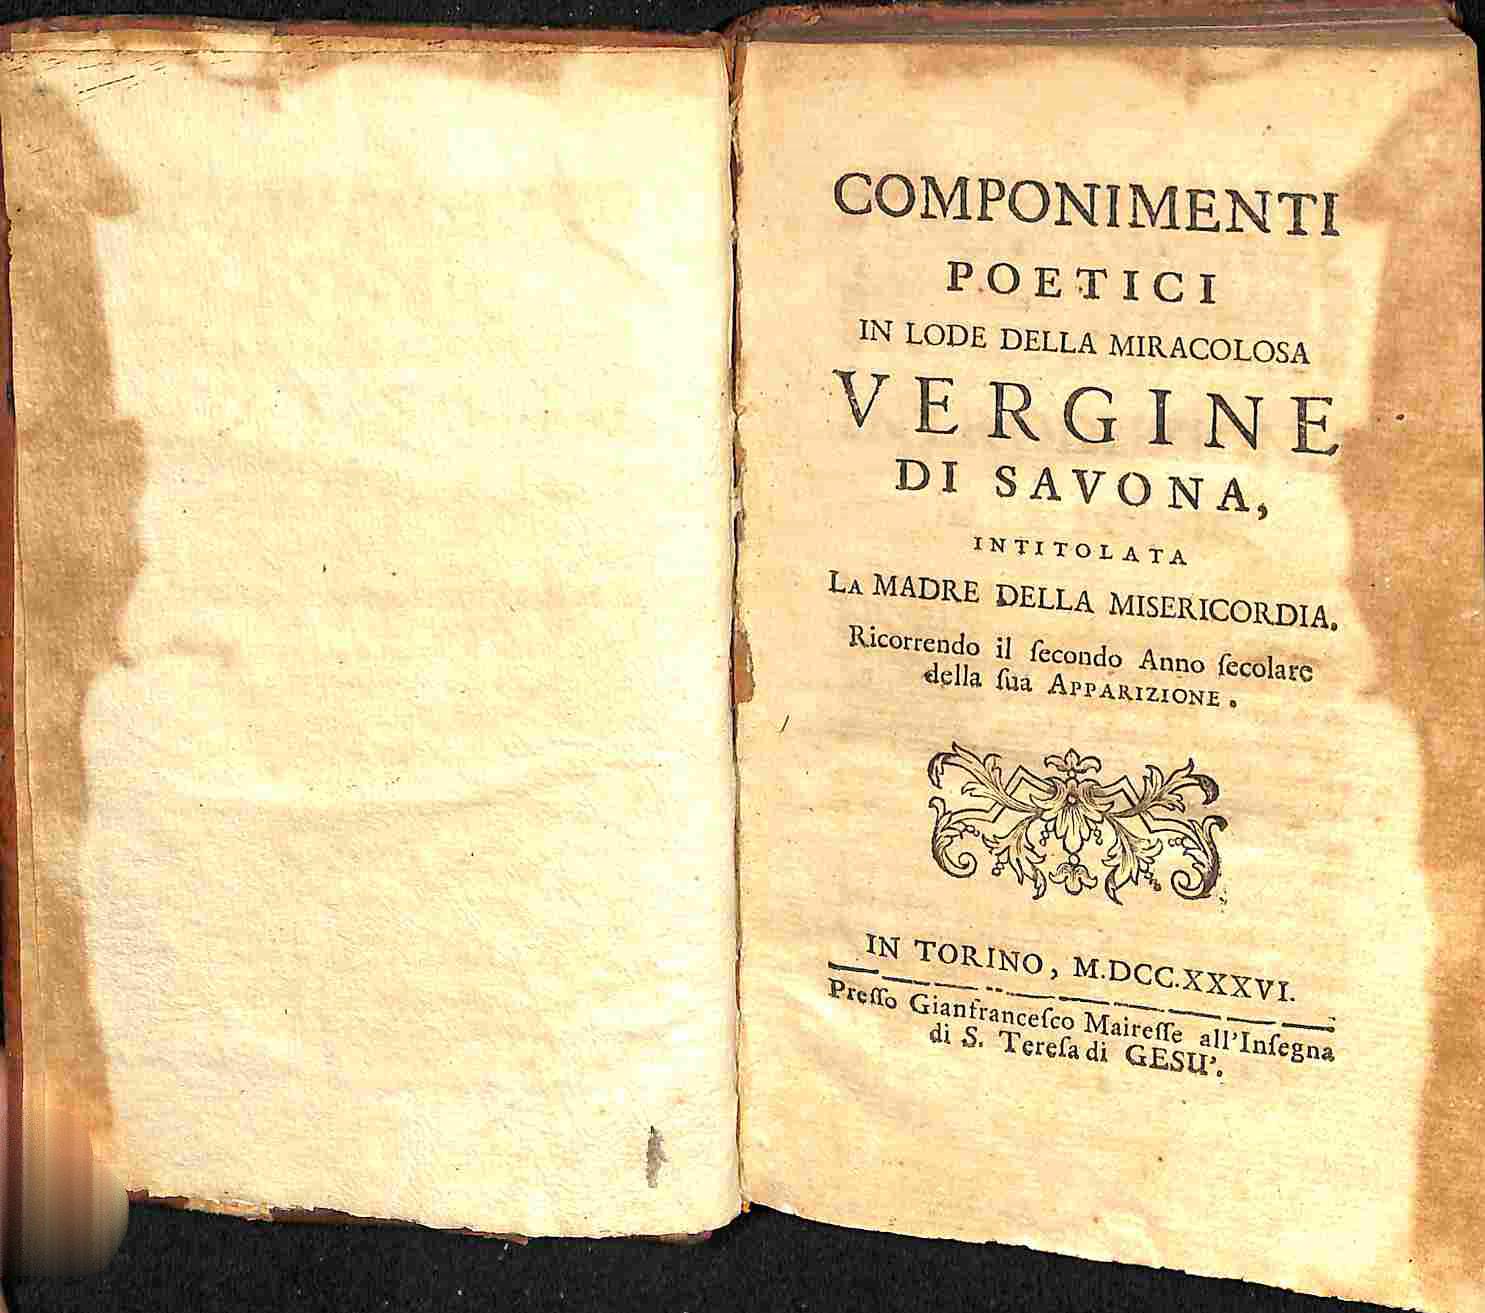 COMPONIMENTI
POETICI
IN LODE DELLA MIRACOLOSA
VERGINE
DI SAVONA,
INTITOLATA
LA MADRE DELLA MISERICORDIA.
Ricorrendo il ſecondo Anno ſecolare
della ſua APPARIZIONE.
IN TORINO, M.DCC.XXXVI.
Preſſo Gianfranceſco Maireſſe all'Inſegna
di S. Tereſa di GESU'.